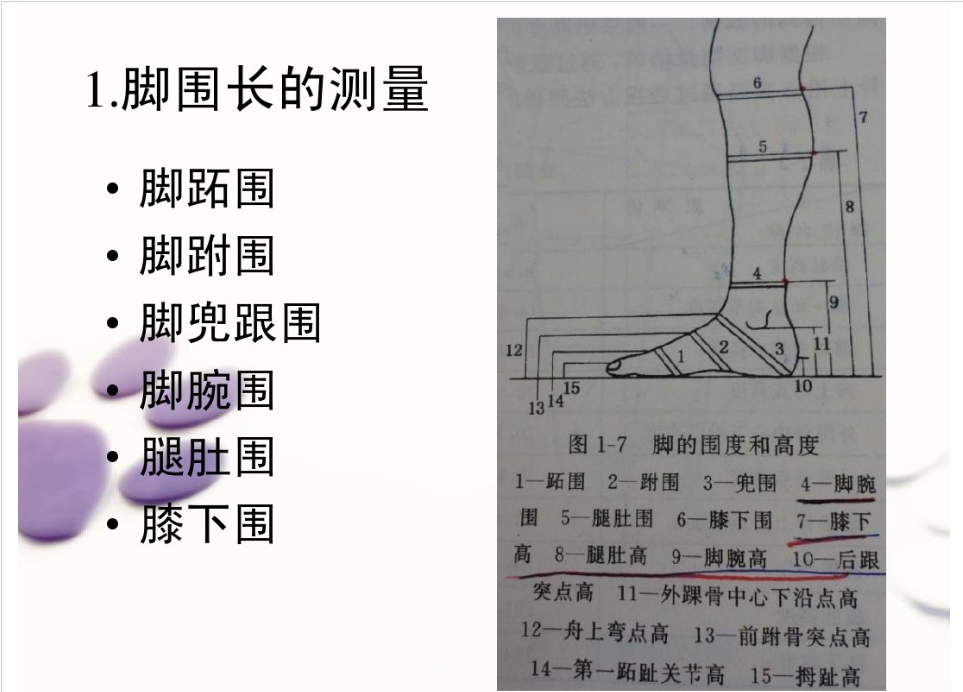 1.脚围长的测量
• 脚跖围
• 脚跗围
• 脚兜跟围
• 脚腕围
• 腿肚围
• 膝下围
6
7
5
8
4
9
11
12
1
2
3
10
15
14
13
图 1-7 脚的围度和高度
1—跖围 2—跗围 3—兜围 4—脚腕
围 5—腿肚围 6—膝下围 7—膝下
高 8—腿肚高 9—脚腕高 10—后跟
突点高 11—外踝骨中心下沿点高
12—舟上弯点高 13—前跗骨突点高
14—第一跖趾关节高 15—拇趾高